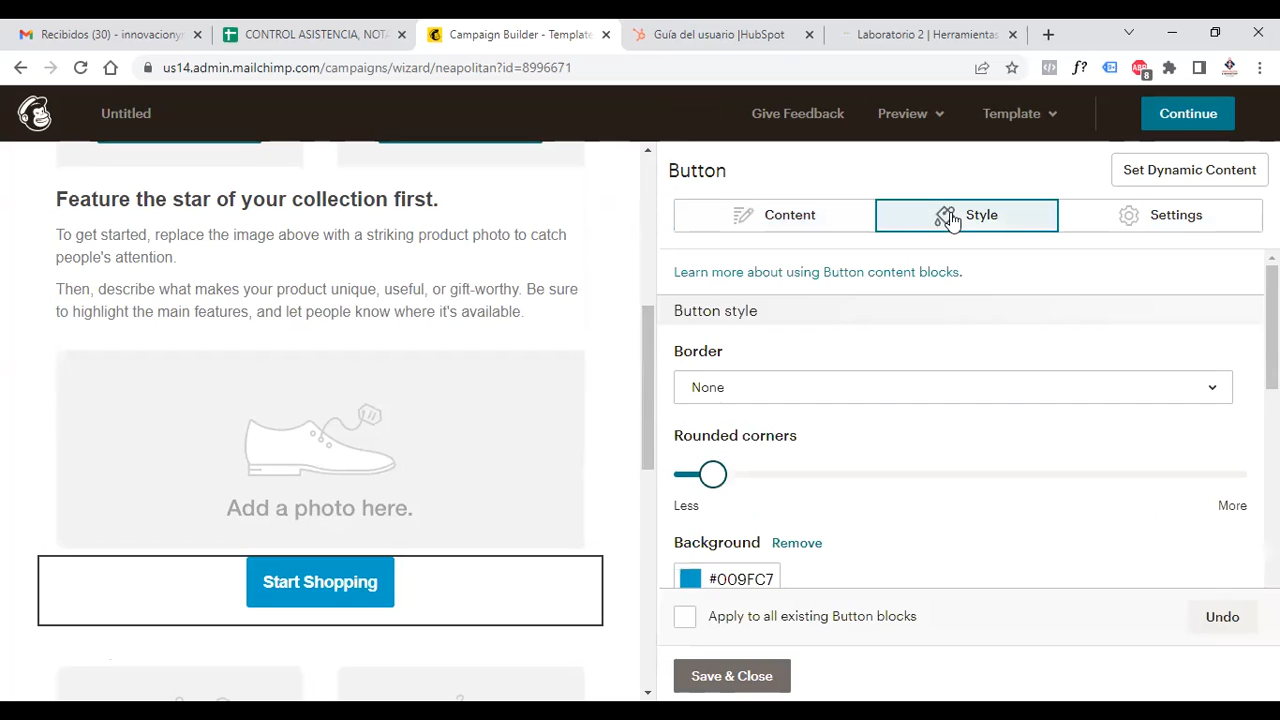 Recibidos (30) - innovaciony
CONTROL ASISTENCIA, NOTA
Campaign Builder - Template
Guía del usuario |HubSpot
Laboratorio 2 | Herramientas
us14.admin.mailchimp.com/campaigns/wizard/neapolitan?id=8996671
f?
8
Untitled
Give Feedback
Preview
Template
Continue
Feature the star of your collection first.
To get started, replace the image above with a striking product photo to catch
people's attention.
Then, describe what makes your product unique, useful, or gift-worthy. Be sure
to highlight the main features, and let people know where it's available.
Add a photo here.
Start Shopping
Button
Set Dynamic Content
Content
Style
Settings
Learn more about using Button content blocks.
Button style
Border
None
Rounded corners
Less
More
Background Remove
#009FC7
Apply to all existing Button blocks
Undo
Save & Close